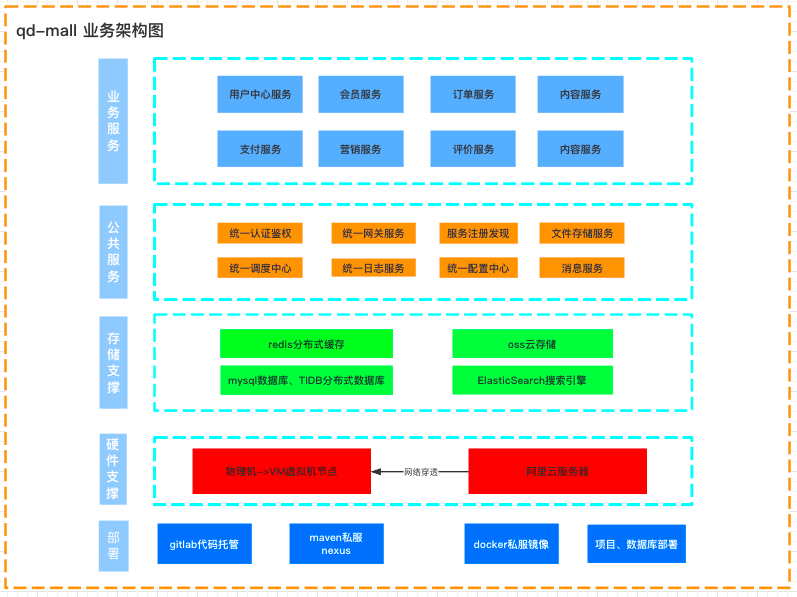 qd-mall 业务架构图
业务服务
用户中心服务
会员服务
订单服务
内容服务
支付服务
营销服务
评价服务
内容服务
公共服务
统一认证鉴权
统一网关服务
服务注册发现
文件存储服务
统一调度中心
统一日志服务
统一配置中心
消息服务
存储支撑
redis分布式缓存
oss云存储
mysql数据库、TIDB分布式数据库
ElasticSearch搜索引擎
硬件支撑
物理机->VM虚拟机节点
网络穿透
阿里云服务器
部署
gitlab代码托管
maven私服
nexus
docker私服镜像
项目、数据库部署